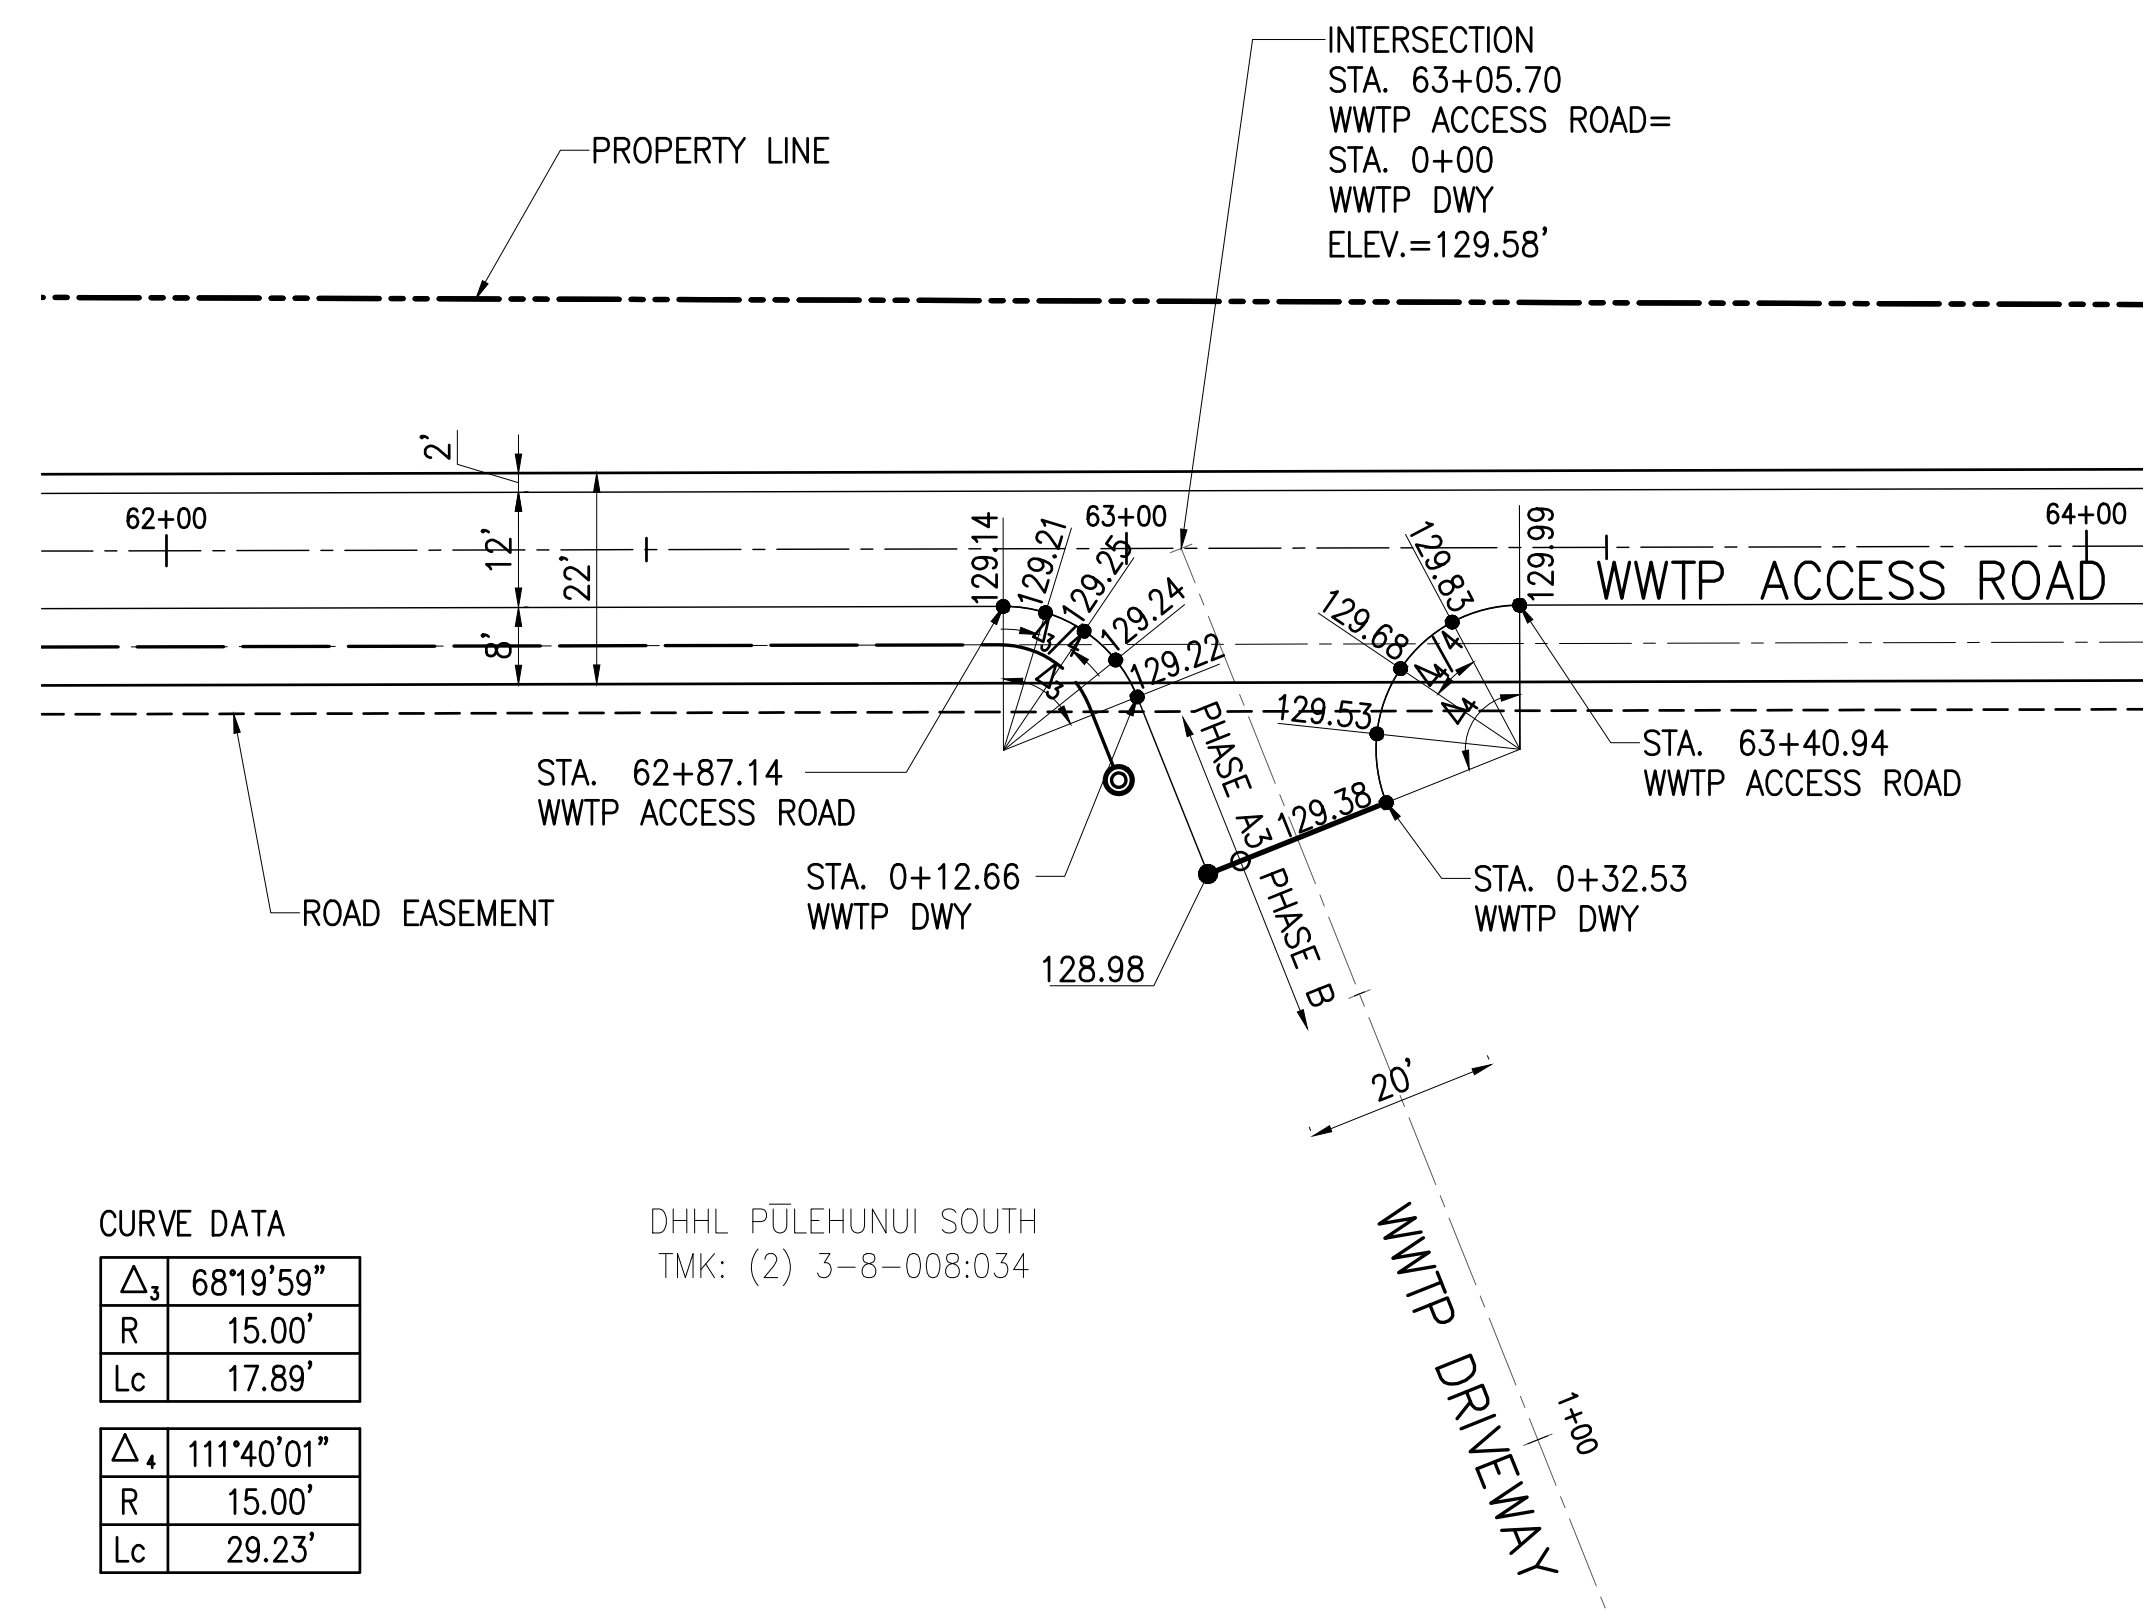 INTERSECTION
STA. 63+05.70
WWTP ACCESS ROAD=
STA. 0+00
WWTP DWY
ELEV.=129.58'
PROPERTY LINE
2'
12'
22'
8'
62+00
63+00
64+00
129.14
129.21
129.25
129.24
129.22
Δ3/4
Δ3
129.99
129.83
129.68
129.53
129.38
Δ4/4
Δ4
WWTP ACCESS ROAD
STA. 62+87.14
WWTP ACCESS ROAD
STA. 63+40.94
WWTP ACCESS ROAD
PHASE A3
PHASE B
STA. 0+12.66
WWTP DWY
STA. 0+32.53
WWTP DWY
ROAD EASEMENT
128.98
20'
WWTP DRIVEWAY
1+00
DHHL PŪLEHUNUI SOUTH
TMK: (2) 3-8-008:034
CURVE DATA
Δ3 68°19'59"
R 15.00'
Lc 17.89'
Δ4 111°40'01"
R 15.00'
Lc 29.23'